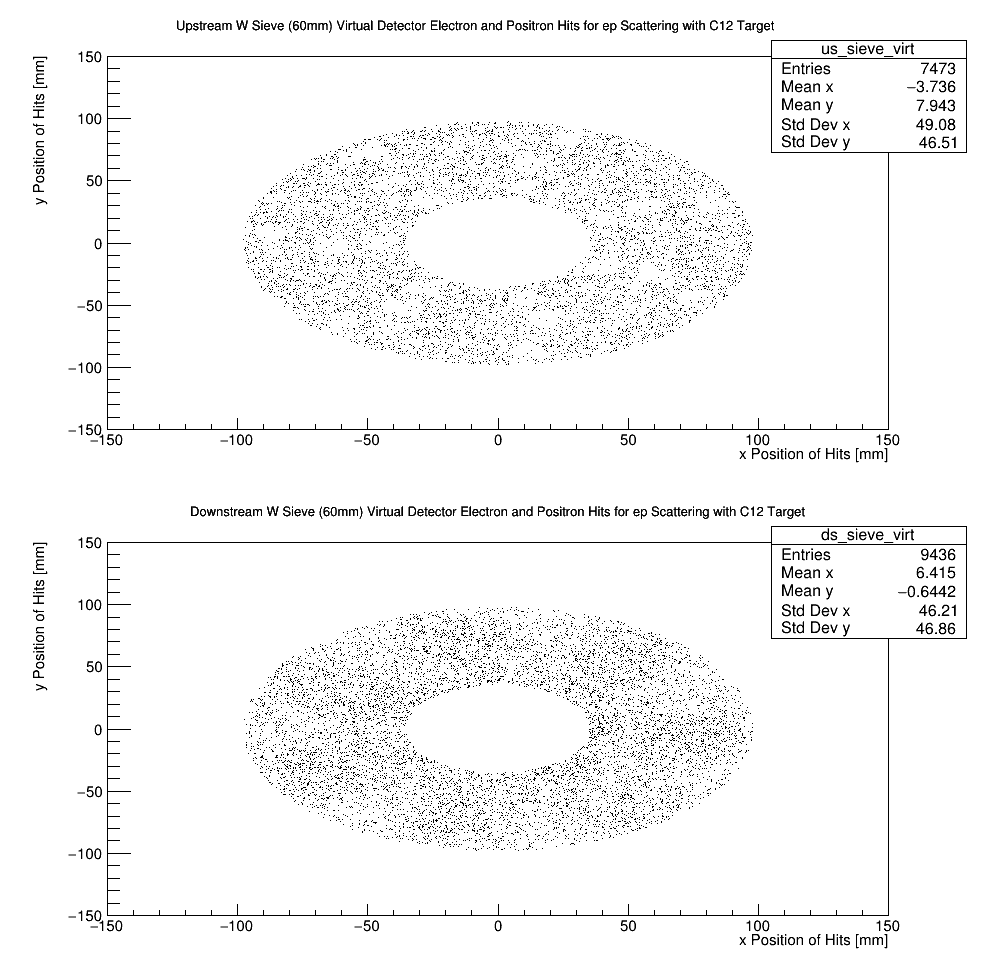 Upstream W Sieve (60mm) Virtual Detector Electron and Positron Hits for ep Scattering with C12 Target
us_sieve_virt
Entries 7473
Mean x −3.736
Mean y 7.943
Std Dev x 49.08
Std Dev y 46.51
y Position of Hits [mm]
150
100
50
0
−50
−100
−150
−150 −100 −50 0 50 100 150
x Position of Hits [mm]
Downstream W Sieve (60mm) Virtual Detector Electron and Positron Hits for ep Scattering with C12 Target
ds_sieve_virt
Entries 9436
Mean x 6.415
Mean y −0.6442
Std Dev x 46.21
Std Dev y 46.86
y Position of Hits [mm]
150
100
50
0
−50
−100
−150
−150 −100 −50 0 50 100 150
x Position of Hits [mm]